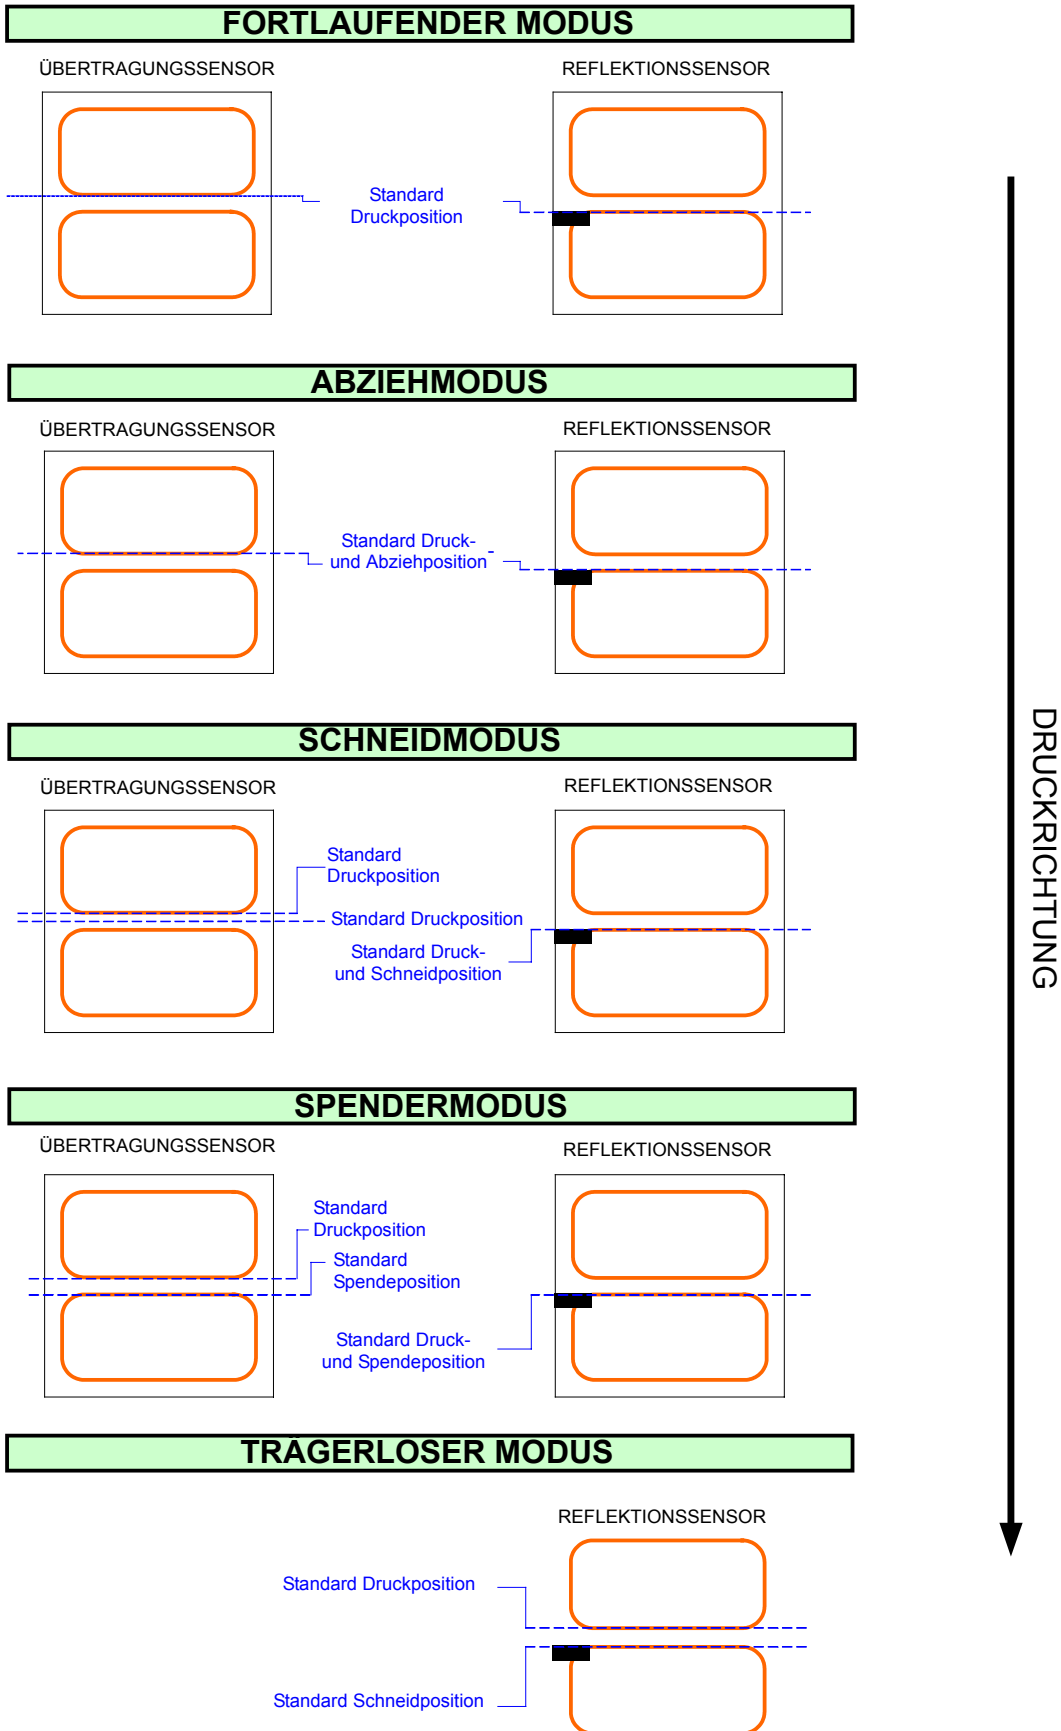 FORTLAUFENDER MODUS
ÜBERTRAGUNGSSENSOR
REFLEKTIONSSENSOR
Standard
Druckposition
ABZIEHMODUS
ÜBERTRAGUNGSSENSOR
REFLEKTIONSSENSOR
Standard Druck-
und Abziehposition
SCHNEIDMODUS
ÜBERTRAGUNGSSENSOR
REFLEKTIONSSENSOR
Standard
Druckposition
Standard Druckposition
Standard Druck-
und Schneidposition
SPENDERMODUS
ÜBERTRAGUNGSSENSOR
REFLEKTIONSSENSOR
Standard
Druckposition
Standard
Spendeposition
Standard Druck-
und Spendeposition
TRÄGERLOSER MODUS
REFLEKTIONSSENSOR
Standard Druckposition
Standard Schneidposition
DRUCKRICHTUNG